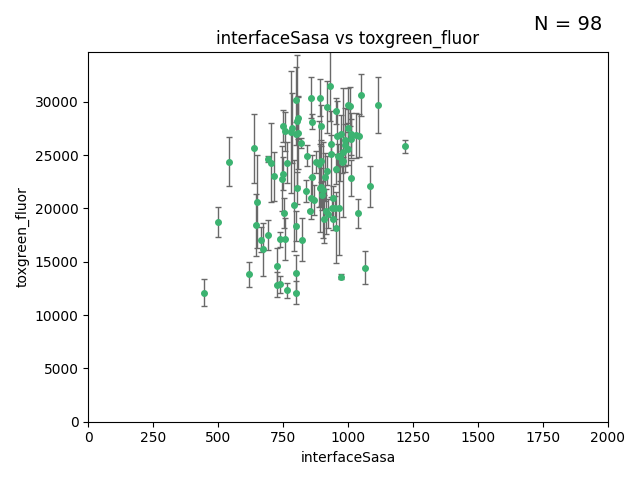 N = 98
interfaceSasa vs toxgreen_fluor
toxgreen_fluor
30000
25000
20000
15000
10000
5000
0
0 250 500 750 1000 1250 1500 1750 2000
interfaceSasa